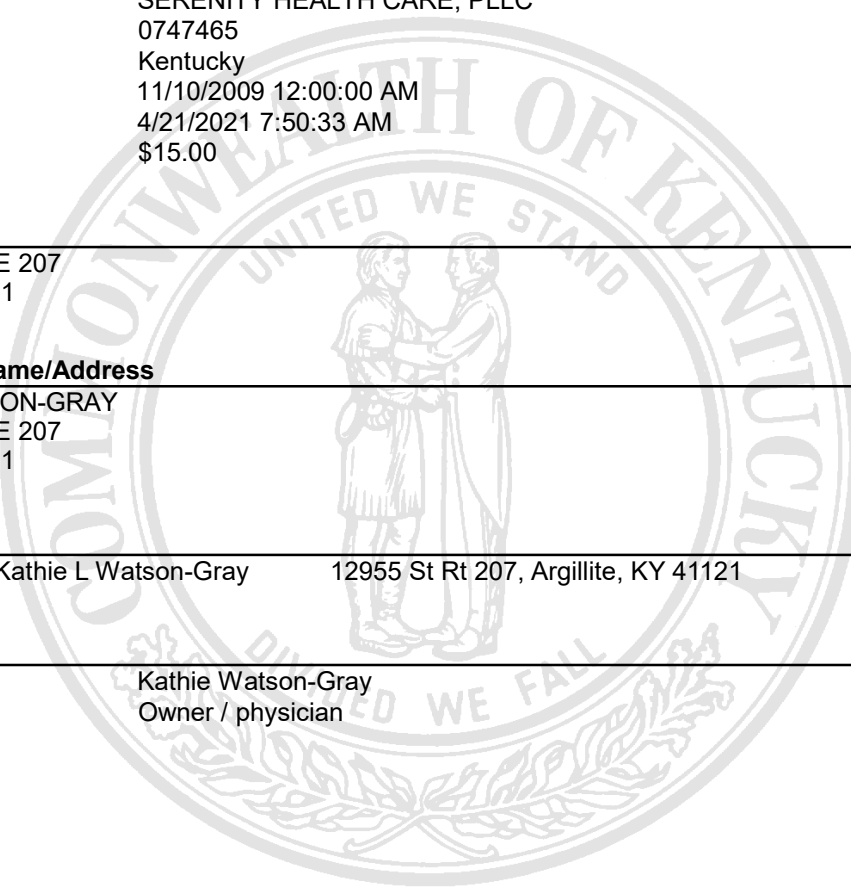 SERENITY HEALTH CARE, PLLC
0747465
Kentucky
11/10/2009 12:00:00 AM
4/21/2021 7:50:33 AM
$15.00
COMMONWEALTH OF KENTUCKY
UNITED WE STAND
E 207
1
ame/Address
ON-GRAY
E 207
1
Kathie L Watson-Gray 12955 St Rt 207, Argillite, KY 41121
DIVIDED WE FALL
Kathie Watson-Gray
Owner / physician